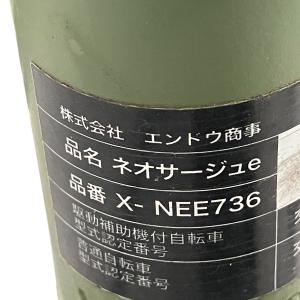 株式会社 エンドウ商事
品名 ネオサージュe
品番 X- NEE736
駆動補助機付自転車
型式認定番号
普通自転車
型式認定番号